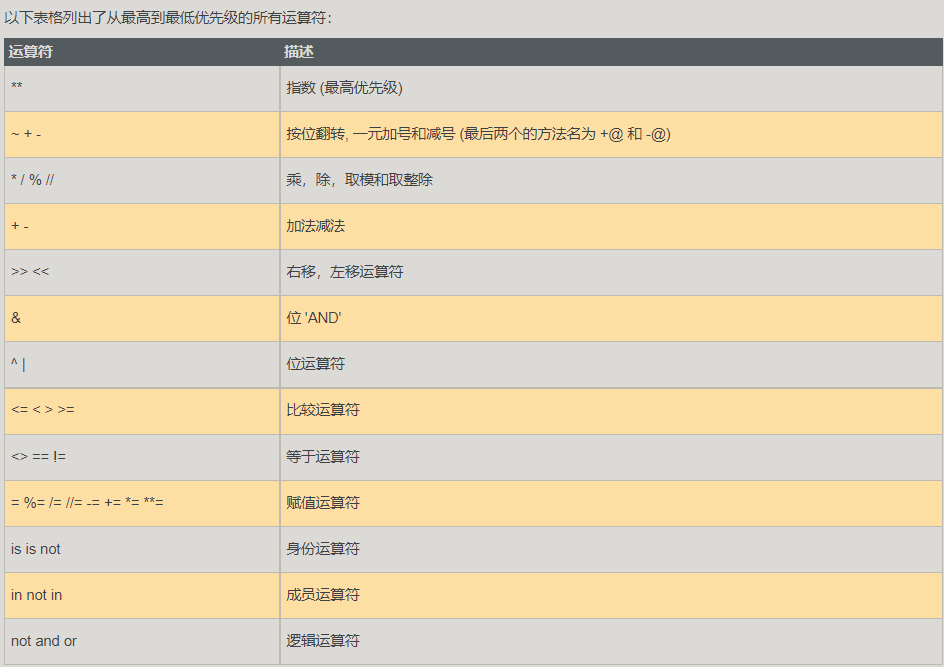 以下表格列出了从最高到最低优先级的所有运算符：
运算符 描述
** 指数 (最高优先级)
~ + - 按位翻转, 一元加号和减号 (最后两个的方法名为 +@ 和 -@)
* / % // 乘，除，取模和取整除
+ - 加法减法
>> << 右移，左移运算符
& 位 'AND'
^ | 位运算符
<= < > >= 比较运算符
<> == != 等于运算符
= %= /= //= -= += *= **= 赋值运算符
is is not 身份运算符
in not in 成员运算符
not and or 逻辑运算符